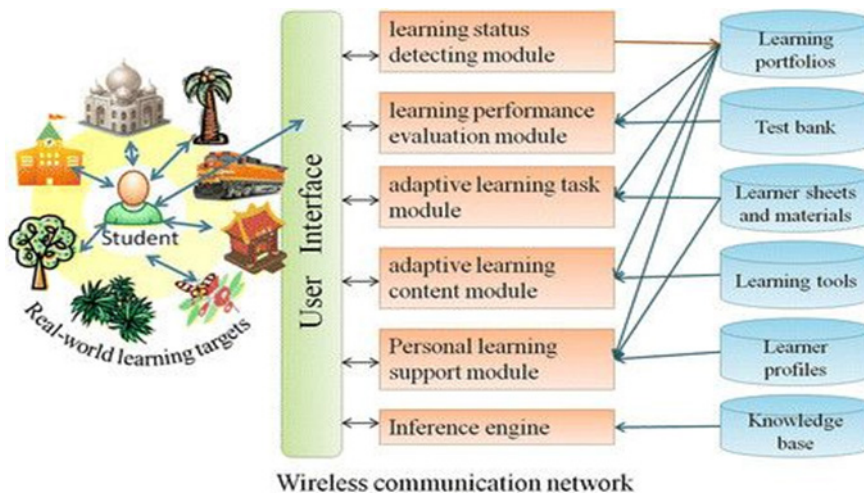 Student
Real-world learning targets
User Interface
learning status
detecting module
learning performance
evaluation module
adaptive learning task
module
adaptive learning
content module
Personal learning
support module
Inference engine
Learning
portfolios
Test bank
Learner sheets
and materials
Learning tools
Learner
profiles
Knowledge
base
Wireless communication network